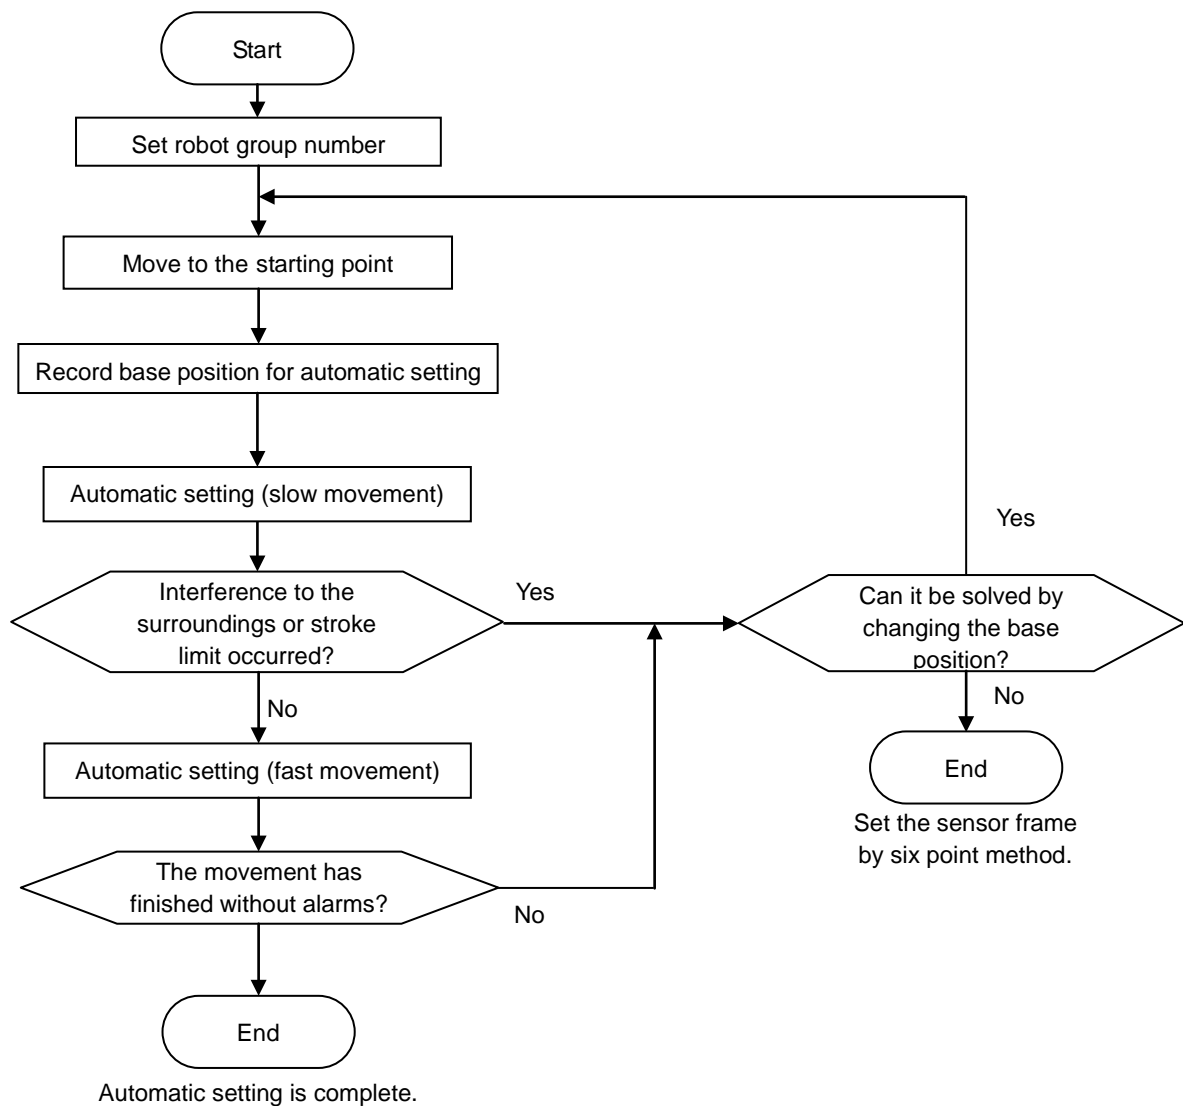 Start
Set robot group number
Move to the starting point
Record base position for automatic setting
Automatic setting (slow movement)
Interference to the
surroundings or stroke
limit occurred?
Yes
No
Automatic setting (fast movement)
The movement has
finished without alarms?
No
End
Automatic setting is complete.
Yes
Can it be solved by
changing the base
position?
No
End
Set the sensor frame
by six point method.